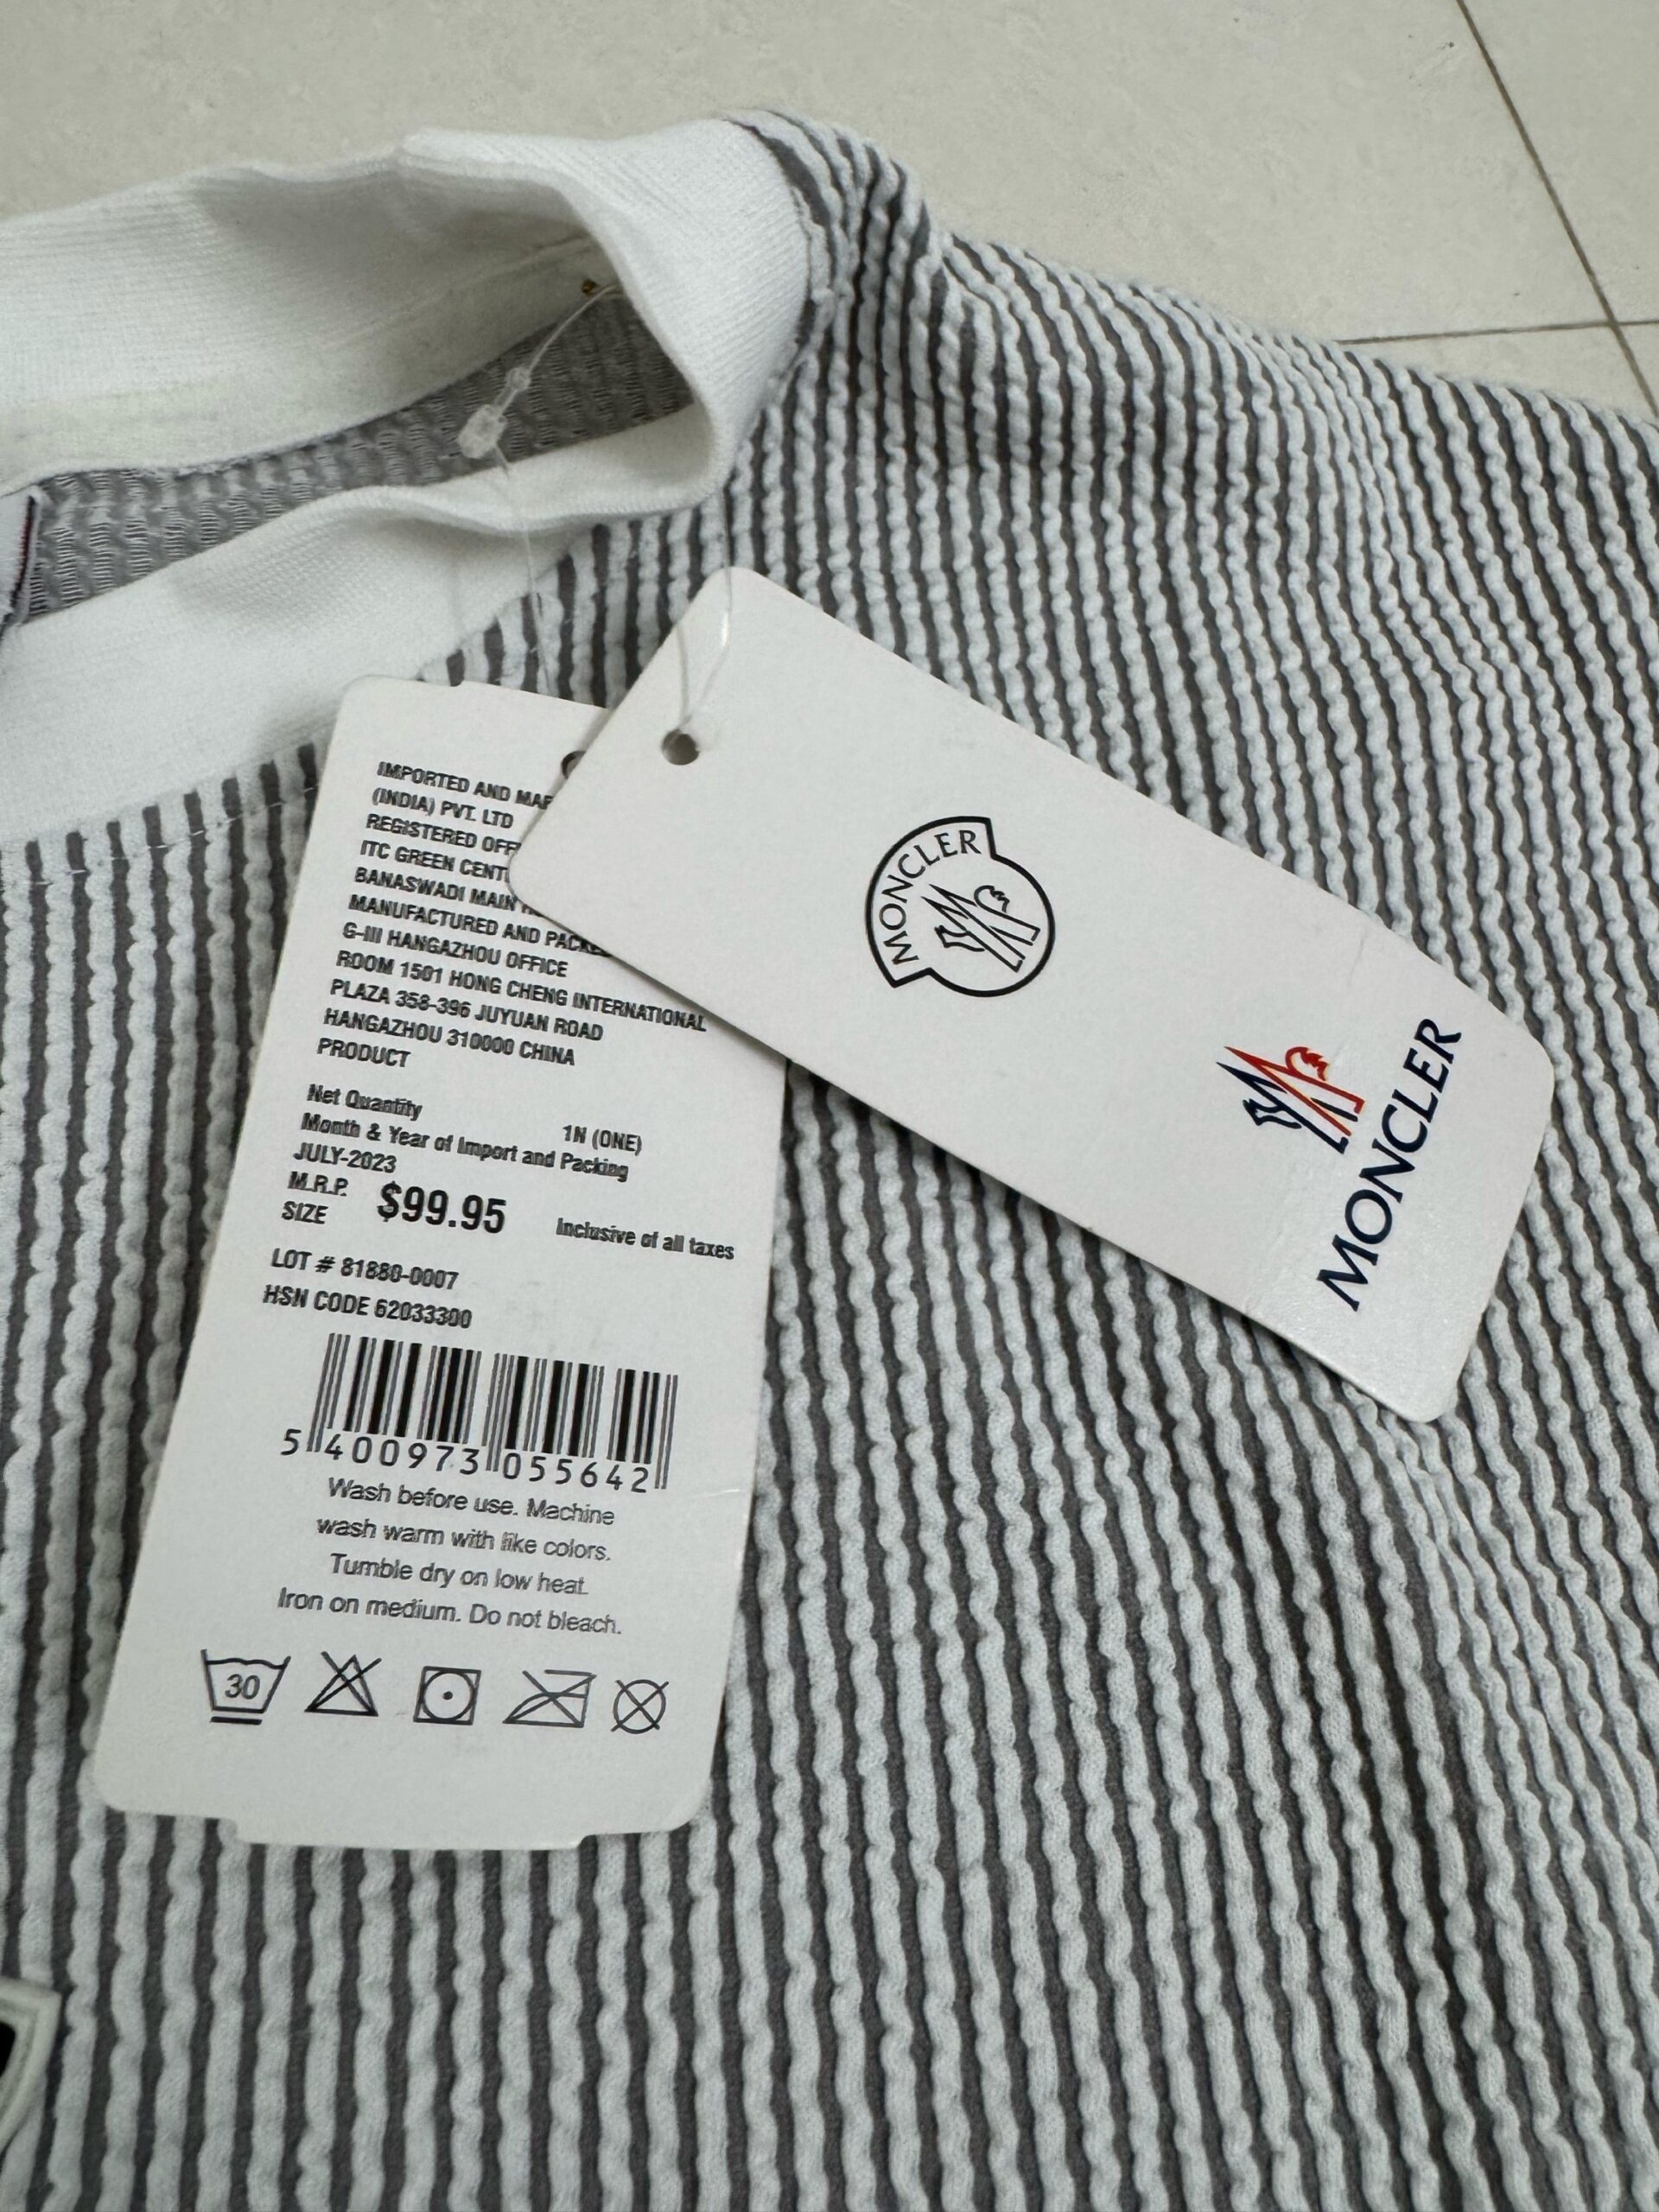 IMPORTED AND MAR
(INDIA) PVT. LTD
REGISTERED OFF
ITC GREEN CENT
BANASWADI MAIN
MANUFACTURED AND PACKE
G-III HANGAZHOU OFFICE
ROOM 1501 HONG CHENG INTERNATIONAL
PLAZA 358-396 JUYUAN ROAD
HANGAZHOU 310000 CHINA
PRODUCT
Net Quantity 1N (ONE)
Month & Year of Import and Packing
JULY-2023
M.R.P. $99.95 Inclusive of all taxes
SIZE
LOT # 81880-0007
HSN CODE 62033300
5 400973 055642
Wash before use. Machine
wash warm with like colors.
Tumble dry on low heat.
Iron on medium. Do not bleach.
30
MONCLER
MONCLER